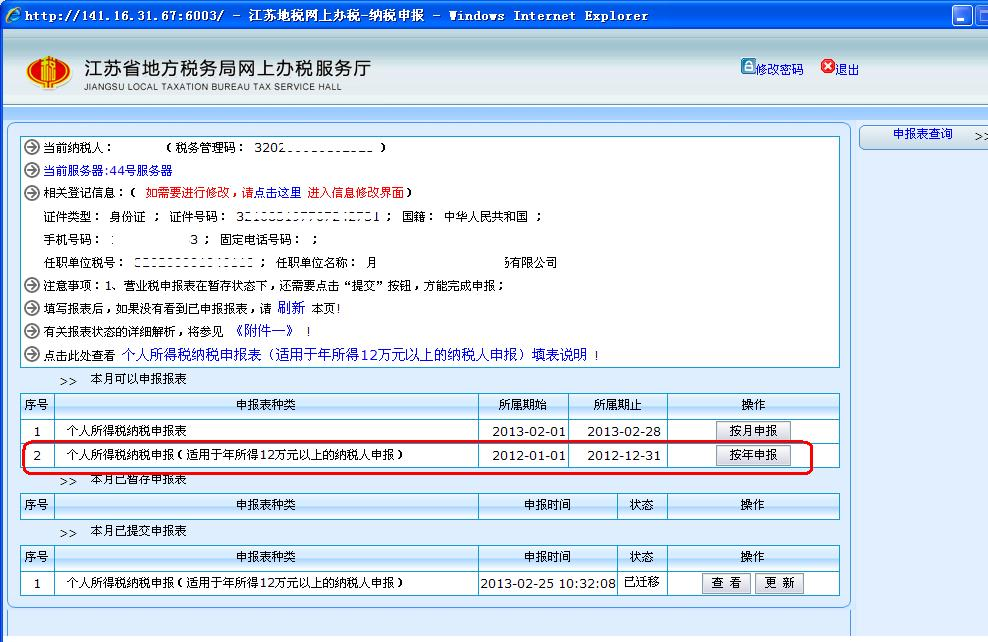 http://141.16.31.67:6003/ - 江苏地税网上办税-纳税申报 - Windows Internet Explorer
江苏省地方税务局网上办税服务厅
JIANGSU LOCAL TAXATION BUREAU TAX SERVICE HALL
修改密码 退出
申报表查询 >>
当前纳税人： （税务管理码： 3202 ）
当前服务器:44号服务器
相关登记信息：（ 如需要进行修改，请点击这里 进入信息修改界面）
证件类型： 身份证 ； 证件号码： 3 1 ； 国籍： 中华人民共和国 ；
手机号码： 3 ； 固定电话号码： ；
任职单位税号： ； 任职单位名称： 月 有限公司
注意事项：1、营业税申报表在暂存状态下，还需要点击“提交”按钮，方能完成申报；
填写报表后，如果没有看到已申报报表，请 刷新 本页!
有关报表状态的详细解析，将参见 《附件一》 ！
点击此处查看 个人所得税纳税申报表（适用于年所得12万元以上的纳税人申报）填表说明 ！
>> 本月可以申报报表
序号 申报表种类 所属期始 所属期止 操作
1 个人所得税纳税申报表 2013-02-01 2013-02-28 按月申报
2 个人所得税纳税申报（适用于年所得12万元以上的纳税人申报） 2012-01-01 2012-12-31 按年申报
>> 本月已暂存申报表
序号 申报表种类 申报时间 状态 操作
>> 本月已提交申报表
序号 申报表种类 申报时间 状态 操作
1 个人所得税纳税申报（适用于年所得12万元以上的纳税人申报） 2013-02-25 10:32:08 已迁移 查 看 更 新